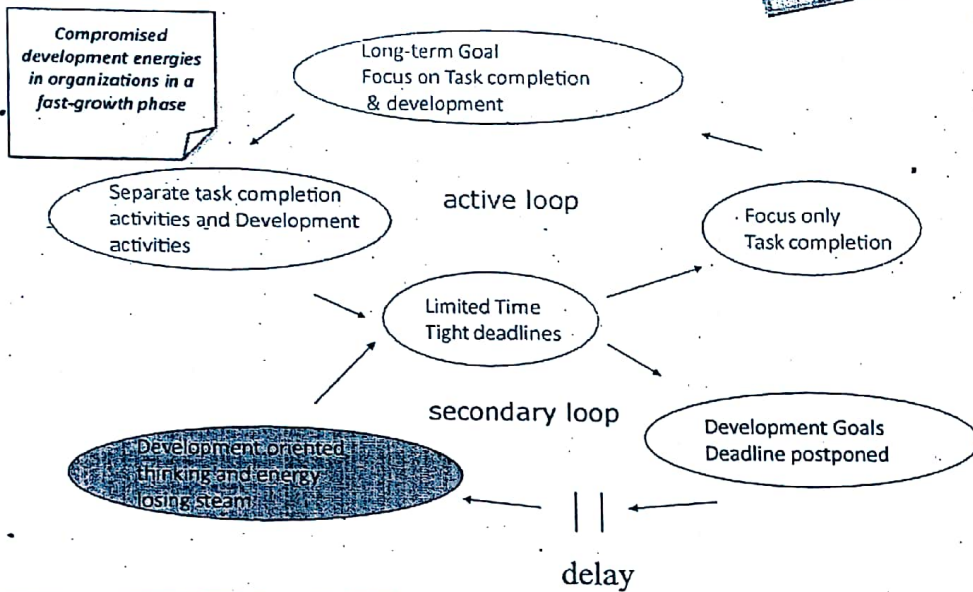 Compromised
development energies
in organizations in a
fast-growth phase
Long-term Goal
Focus on Task completion
& development
Separate task completion
activities and Development
activities
active loop
Focus only
Task completion
Limited Time
Tight deadlines
secondary loop
Development Goals
Deadline postponed
Development oriented
thinking and energy
losing steam
delay